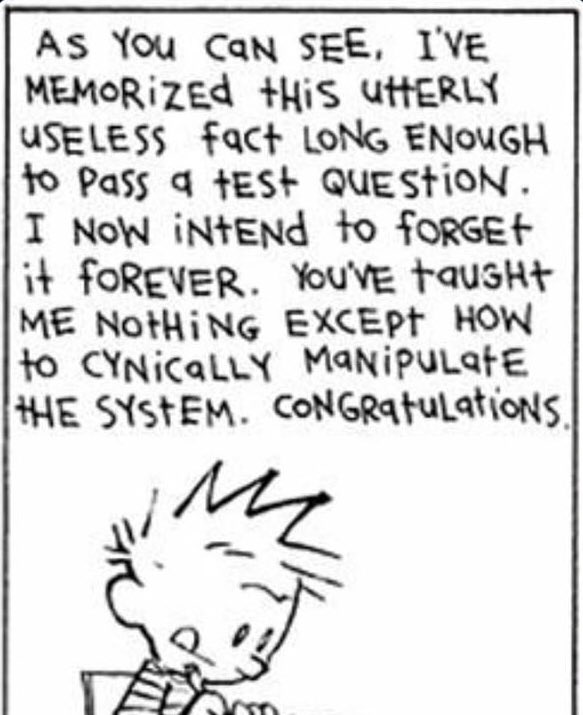 AS YOU CAN SEE, I'VE
MEMORIZED THIS UTTERLY
USELESS FACT LONG ENOUGH
TO PASS A TEST QUESTION.
I NOW INTEND TO FORGET
IT FOREVER. YOU'VE TAUGHT
ME NOTHING EXCEPT HOW
TO CYNICALLY MANIPULATE
THE SYSTEM. CONGRATULATIONS.